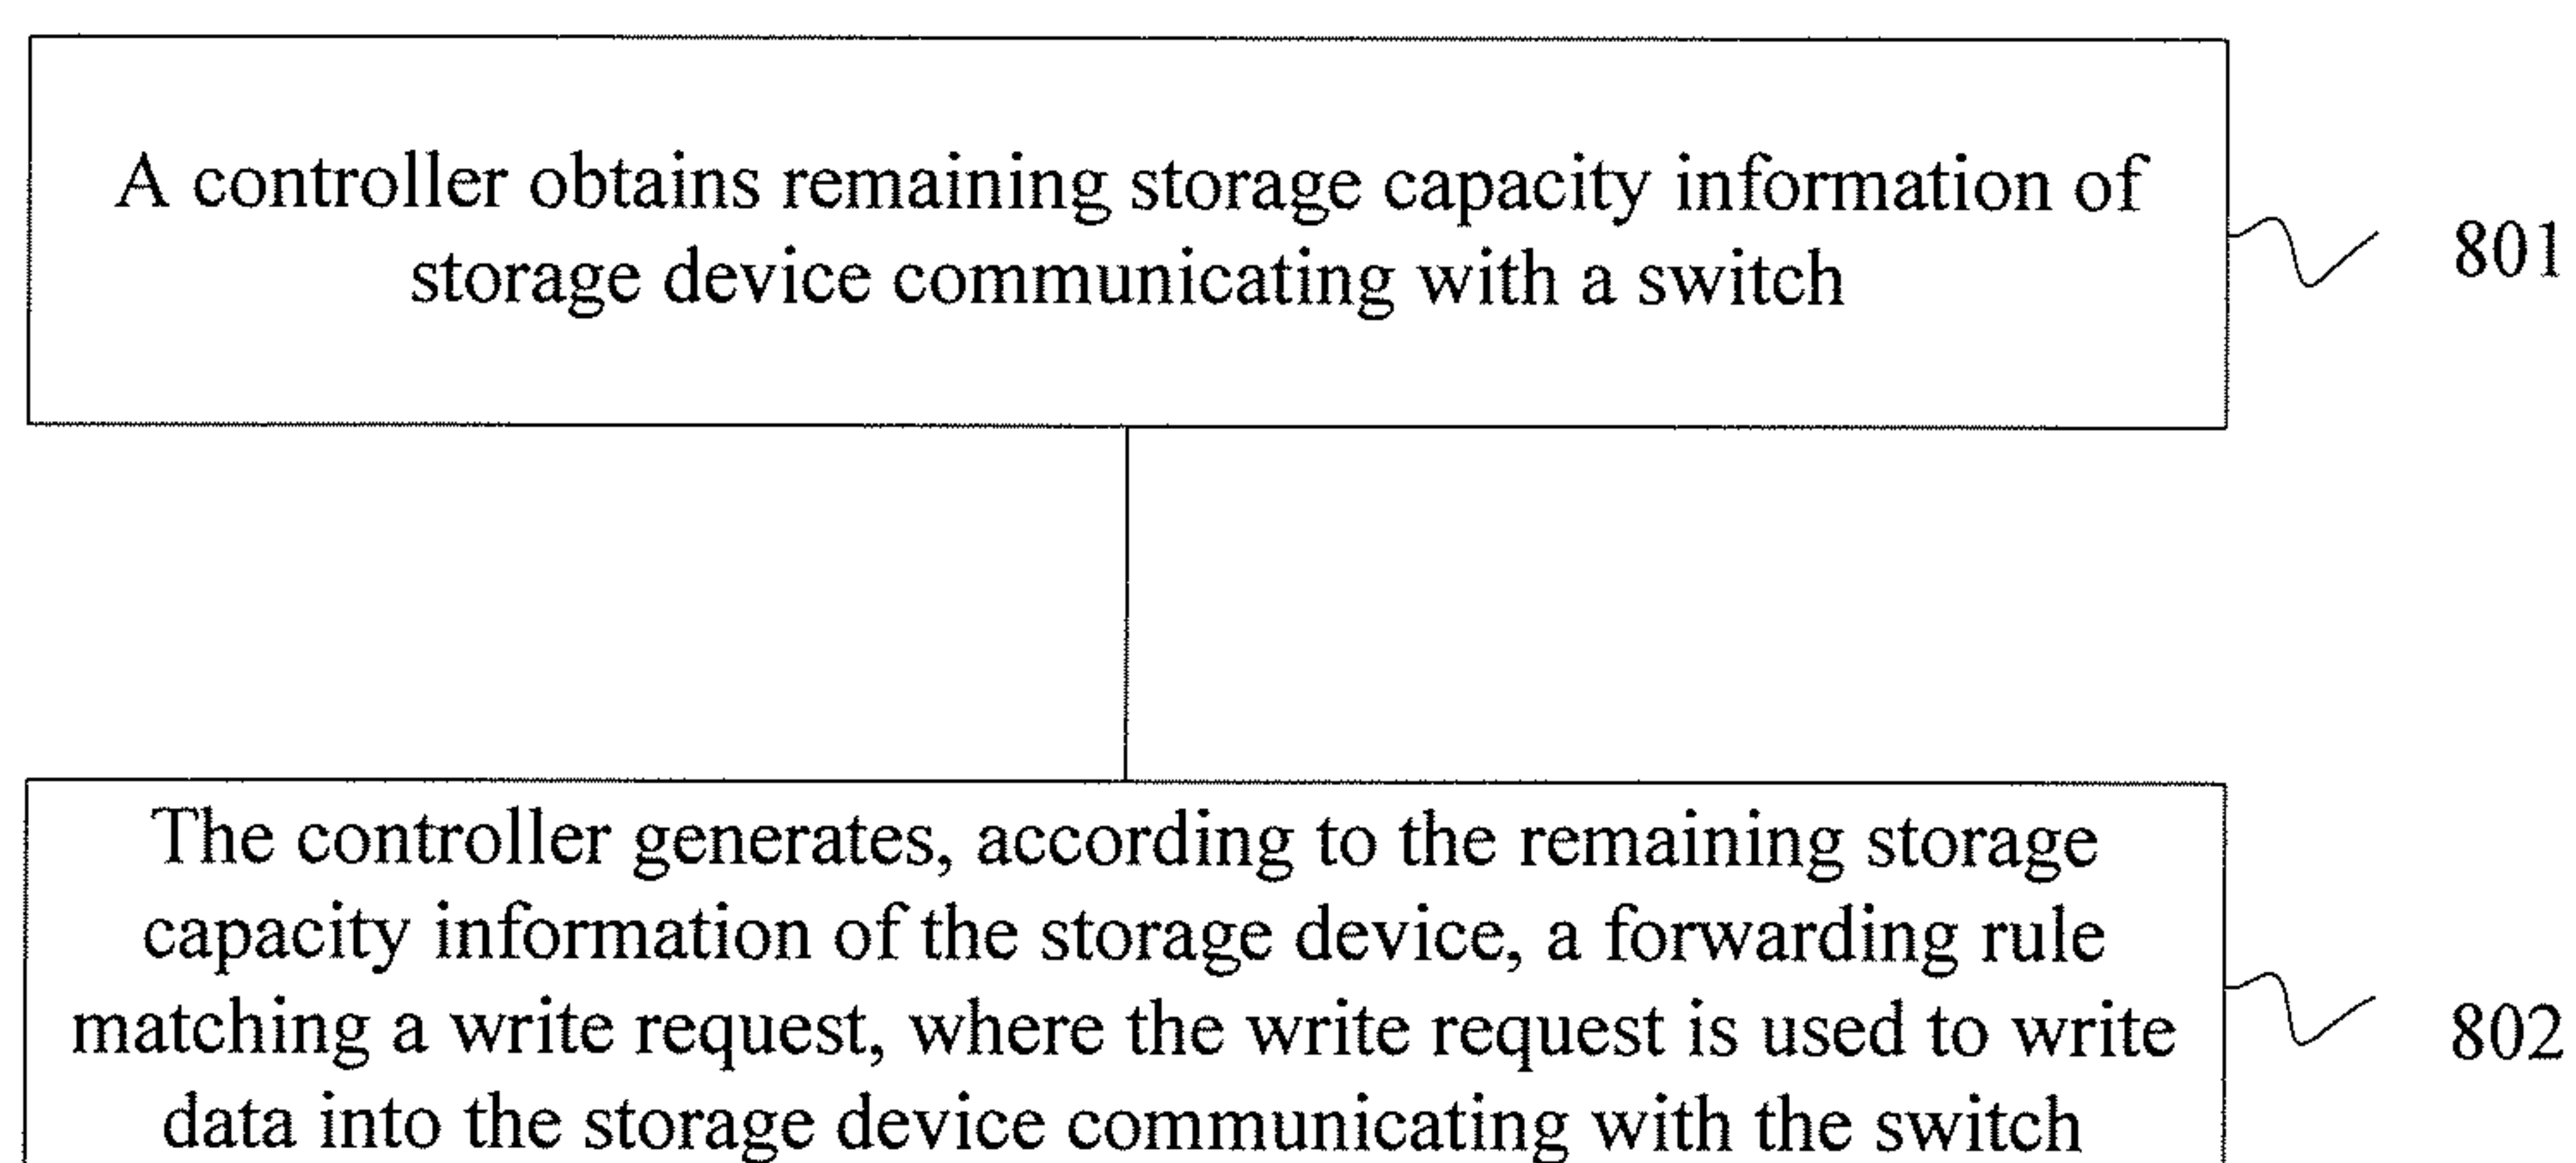 A controller obtains remaining storage capacity information of
storage device communicating with a switch
801
The controller generates, according to the remaining storage
capacity information of the storage device, a forwarding rule
matching a write request, where the write request is used to write
data into the storage device communicating with the switch
802